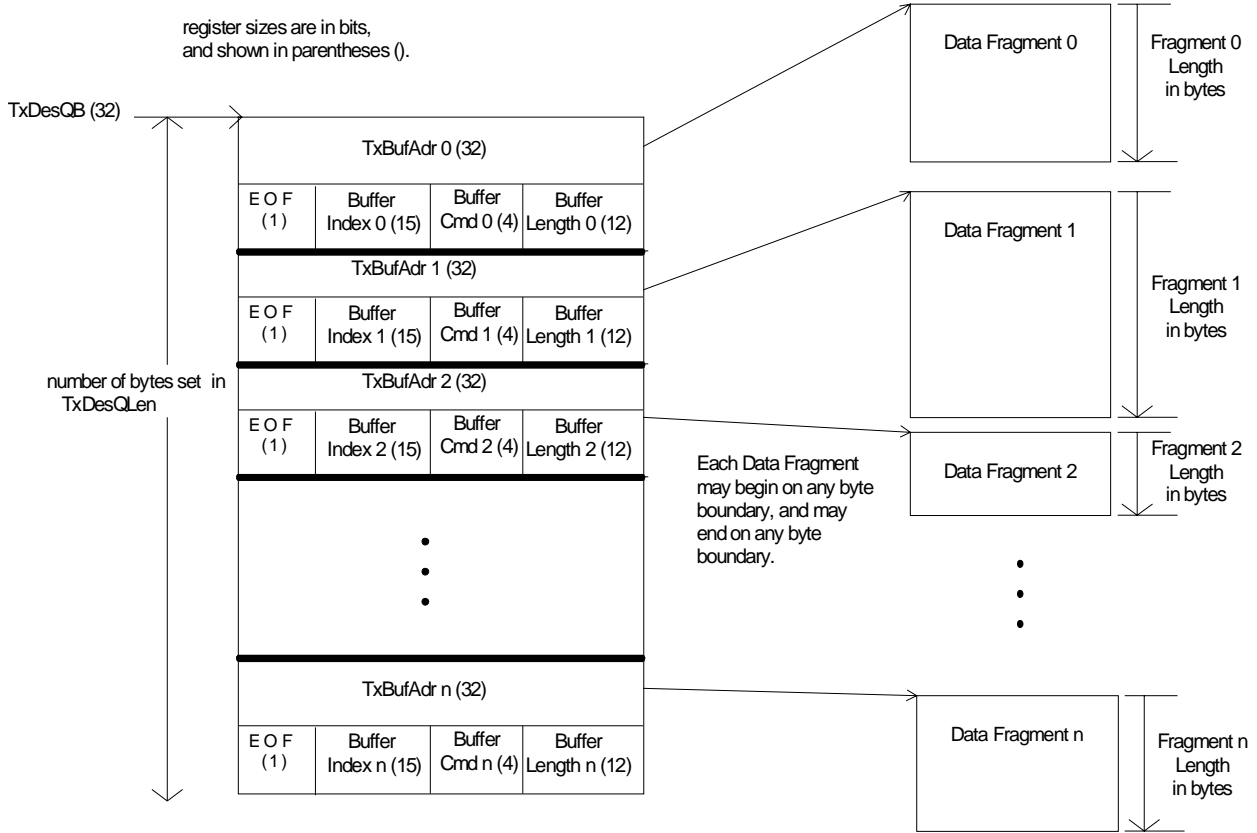 register sizes are in bits,
and shown in parentheses ().
TxDesQB (32)
number of bytes set in
TxDesQLen
TxBufAdr 0 (32)
E O F
(1)
Buffer
Index 0 (15)
Buffer
Cmd 0 (4)
Buffer
Length 0 (12)
TxBufAdr 1 (32)
E O F
(1)
Buffer
Index 1 (15)
Buffer
Cmd 1 (4)
Buffer
Length 1 (12)
TxBufAdr 2 (32)
E O F
(1)
Buffer
Index 2 (15)
Buffer
Cmd 2 (4)
Buffer
Length 2 (12)
TxBufAdr n (32)
E O F
(1)
Buffer
Index n (15)
Buffer
Cmd n (4)
Buffer
Length n (12)
Each Data Fragment
may begin on any byte
boundary, and may
end on any byte
boundary.
Data Fragment 0
Fragment 0
Length
in bytes
Data Fragment 1
Fragment 1
Length
in bytes
Data Fragment 2
Fragment 2
Length
in bytes
Data Fragment n
Fragment n
Length
in bytes